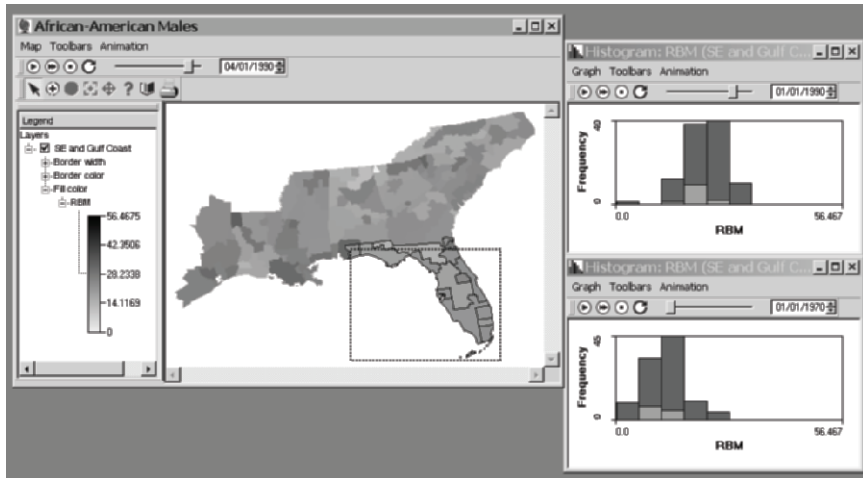 African-American Males
Map Toolbars Animation
04/01/1990
Legend
Layers
SE and Gulf Coast
Border width
Border color
Fill color
RBM
56.4675
42.3506
28.2338
14.1169
0
Histogram: RBM (SE and Gulf C...
Graph Toolbars Animation
01/01/1990
Frequency
40
0
0.0
56.467
RBM
Histogram: RBM (SE and Gulf C...
Graph Toolbars Animation
01/01/1970
Frequency
45
0
0.0
56.467
RBM